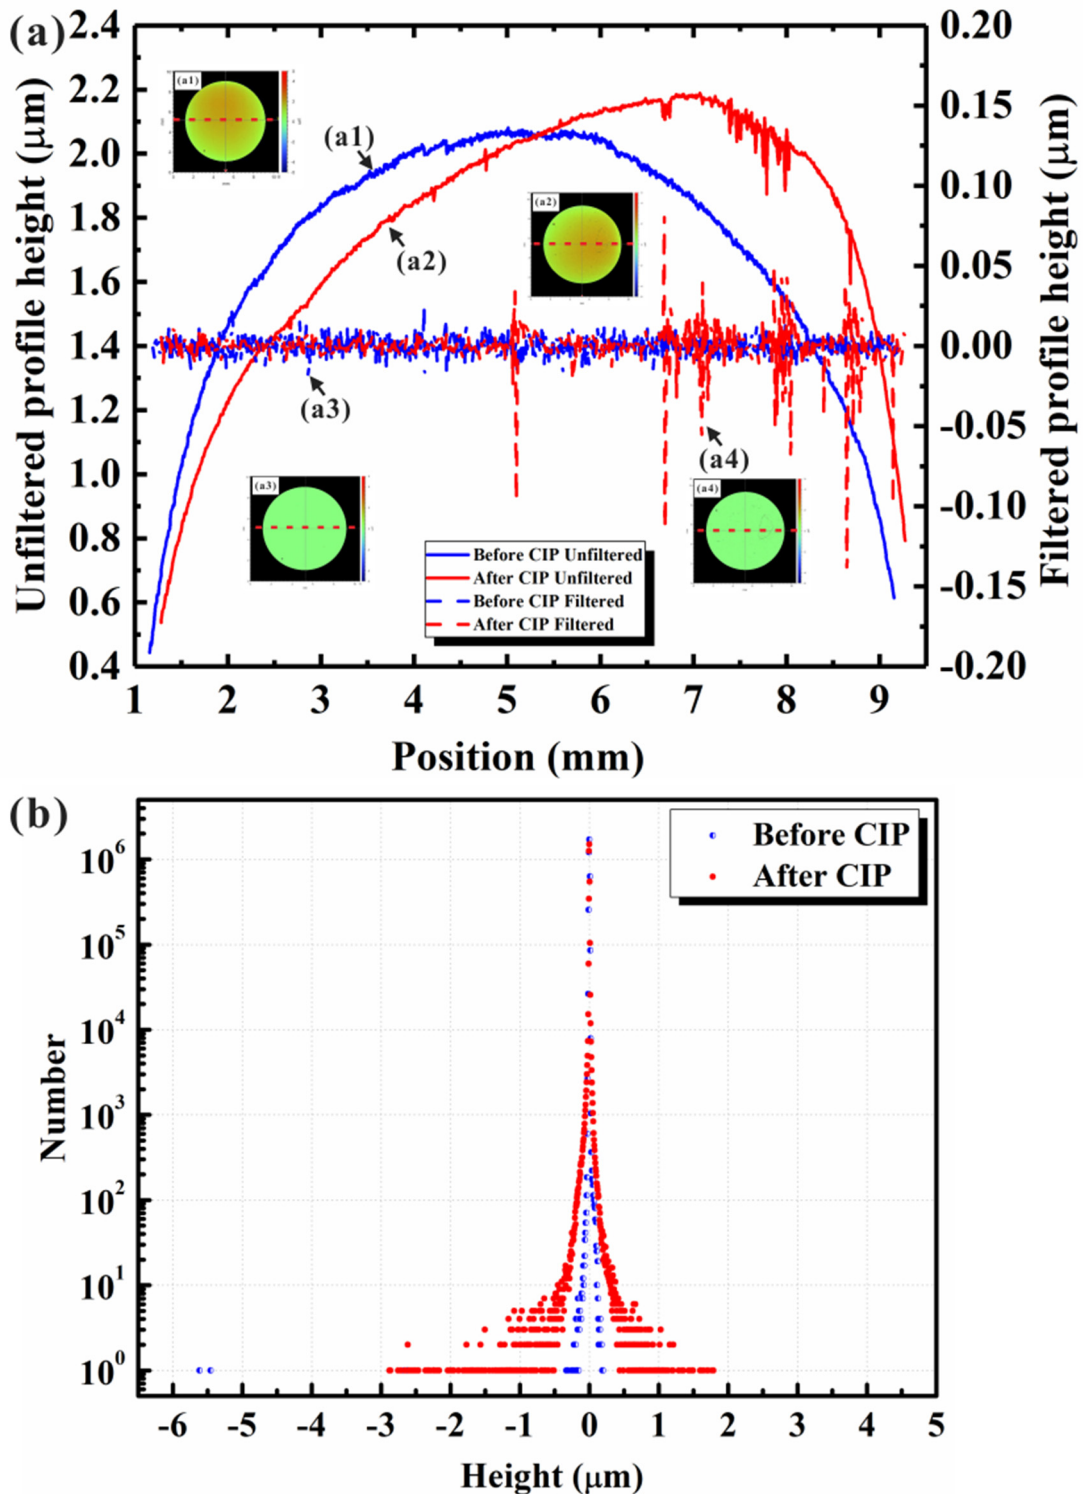 (a)
2.4
2.2
2.0
1.8
1.6
1.4
1.2
1.0
0.8
0.6
0.4
Unfiltered profile height (μm)
0.20
0.15
0.10
0.05
0.00
-0.05
-0.10
-0.15
-0.20
Filtered profile height (μm)
(a1)
(a1)
(a2)
(a2)
(a3)
(a4)
(a3)
(a4)
Before CIP Unfiltered
After CIP Unfiltered
Before CIP Filtered
After CIP Filtered
1 2 3 4 5 6 7 8 9
Position (mm)
(b)
Before CIP
After CIP
10^6
10^5
10^4
10^3
10^2
10^1
10^0
Number
-6 -5 -4 -3 -2 -1 0 1 2 3 4 5
Height (μm)